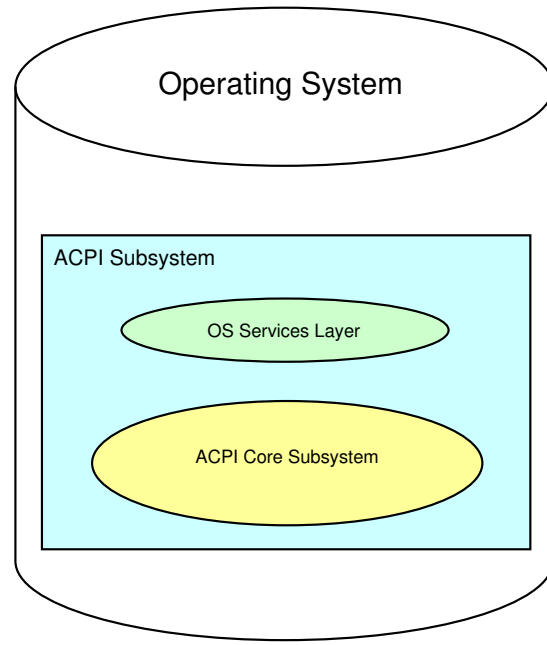 Operating System
ACPI Subsystem
OS Services Layer
ACPI Core Subsystem